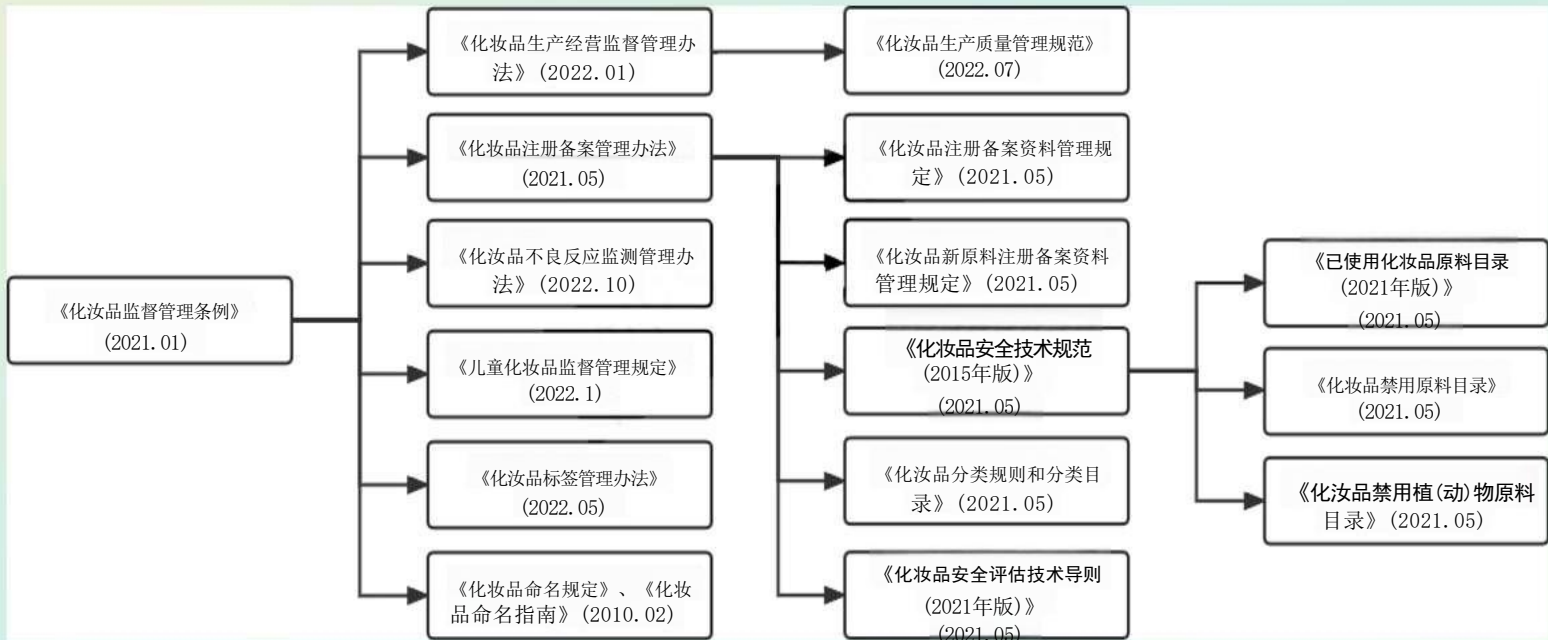 《化汝品监督管理条例》
(2021.01)
《化妆品生产经营监督管理办
法》(2022.01)
《化妆品注册备案管理办法》
(2021.05)
《化汝品不良反应监测管理办
法》(2022.10)
《儿童化妆品监督管理规定》
(2022.1)
《化汝品标签管理办法》
(2022.05)
《化妆品命名规定》、《化妆
品命名指南》(2010.02)
《化汝品生产质量管理规范》
(2022.07)
《化汝品注册备案资料管理规
定》(2021.05)
《化汝品新原料注册备案资料
管理规定》(2021.05)
《化妆品安全技术规范
(2015年版)》
(2021.05)
《化汝品分类规则和分类目
录》(2021.05)
《化妆品安全评估技术导则
(2021年版)》
(2021.05)
《已使用化妆品原料目录
(2021年版)》
(2021.05)
《化妆品禁用原料目录》
(2021.05)
《化汝品禁用植(动)物原料
目录》(2021.05)